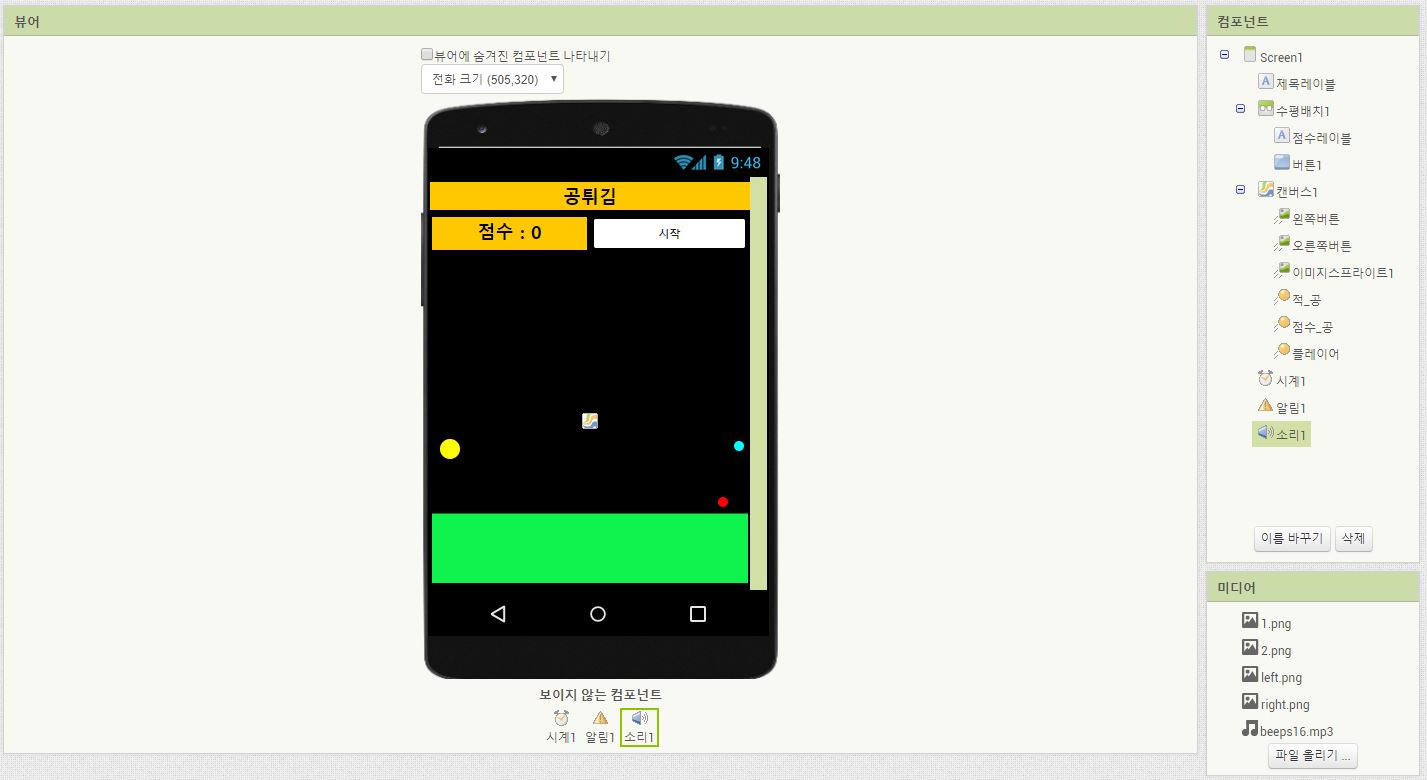 뷰어
뷰어에 숨겨진 컴포넌트 나타내기
전화 크기 (505,320)
9:48
공튀김
점수 : 0
시작
보이지 않는 컴포넌트
시계1
알림1
소리1
컴포넌트
Screen1
제목레이블
수평배치1
점수레이블
버튼1
캔버스1
왼쪽버튼
오른쪽버튼
이미지스프라이트1
적_공
점수_공
플레이어
시계1
알림1
소리1
이름 바꾸기
삭제
미디어
1.png
2.png
left.png
right.png
beeps16.mp3
파일 올리기 ...